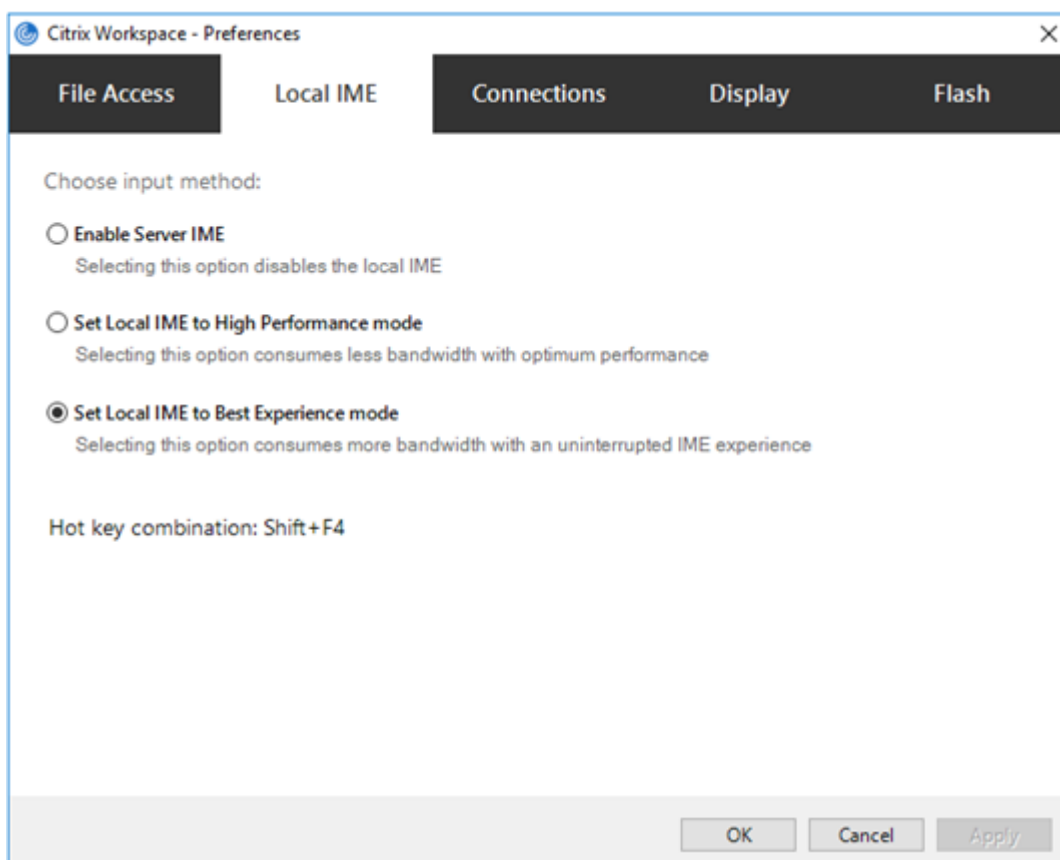 Citrix Workspace - Preferences
File Access Local IME Connections Display Flash
Choose input method:
Enable Server IME
Selecting this option disables the local IME
Set Local IME to High Performance mode
Selecting this option consumes less bandwidth with optimum performance
Set Local IME to Best Experience mode
Selecting this option consumes more bandwidth with an uninterrupted IME experience
Hot key combination: Shift+F4
OK Cancel Apply